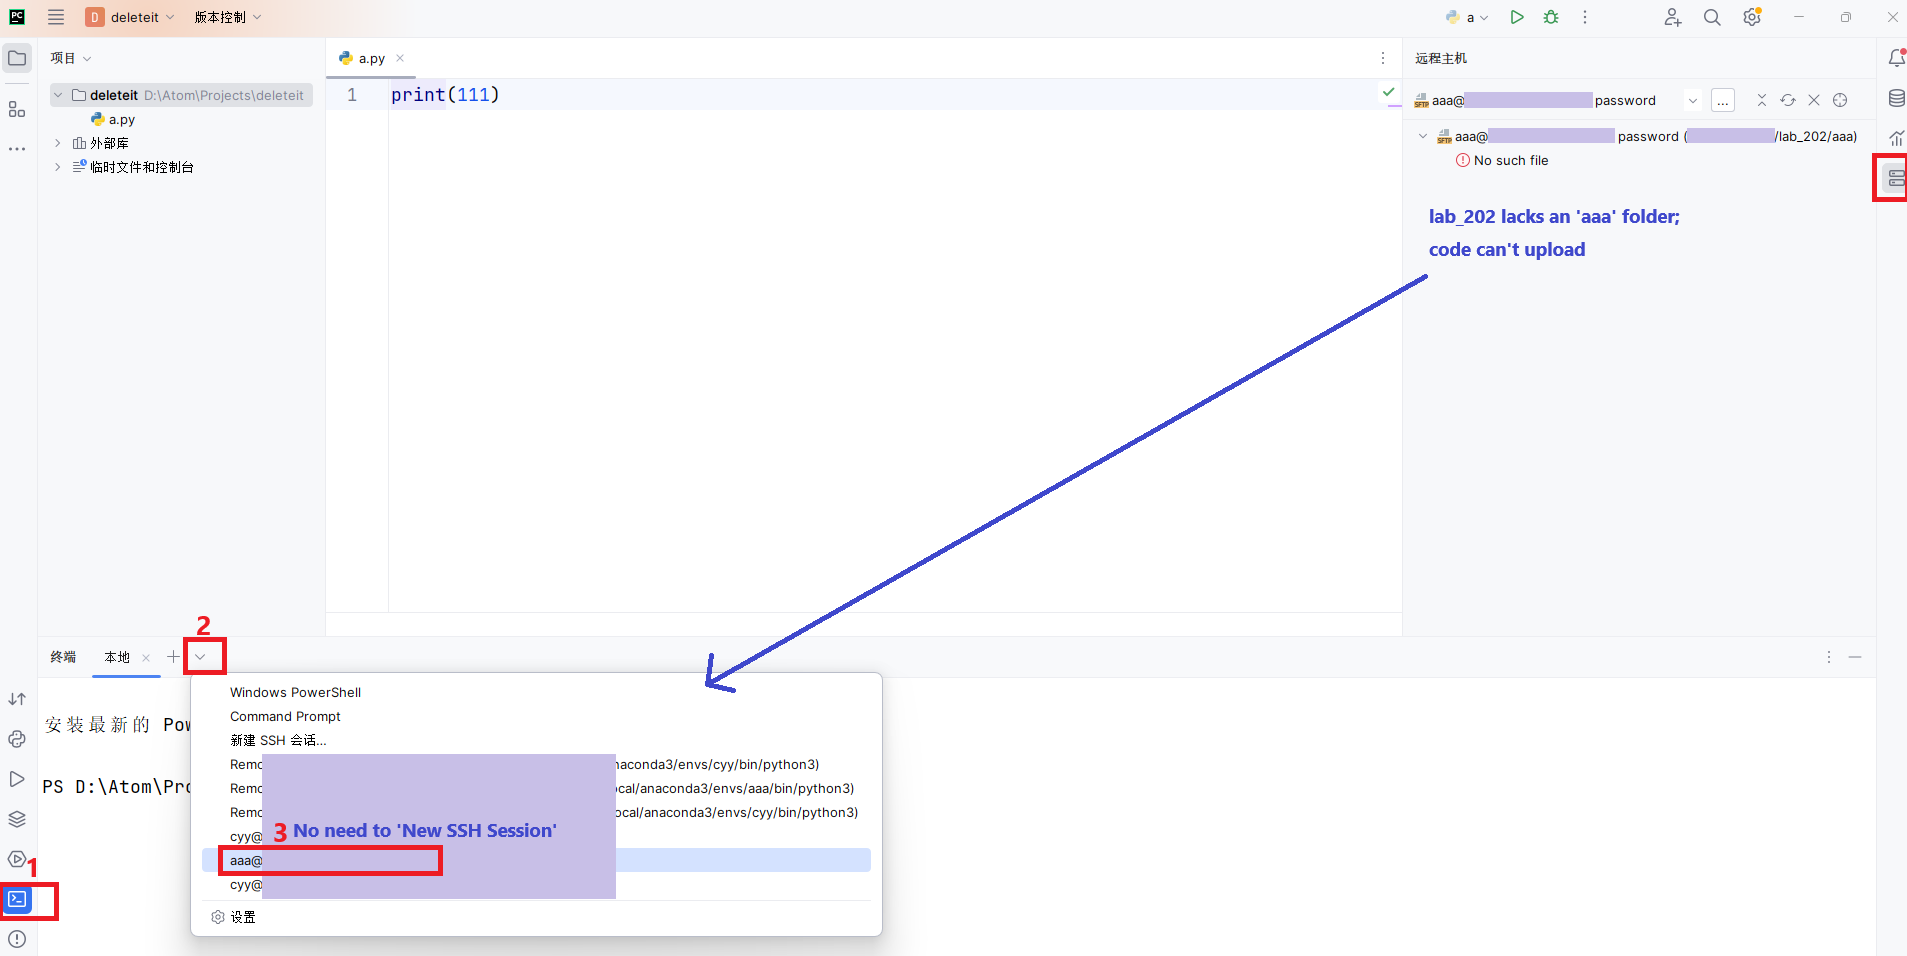 PC
D deleteit 版本控制
a
项目
deleteit D:\Atom\Projects\deleteit
a.py
外部库
临时文件和控制台
a.py
1 print(111)
远程主机
SFTP aaa@ password ...
SFTP aaa@ password ( /lab_202/aaa)
No such file
lab_202 lacks an 'aaa' folder;
code can't upload
2
终端 本地
安装最新的 Pow
PS D:\Atom\Pro
Windows PowerShell
Command Prompt
新建 SSH 会话...
Remo naconda3/envs/cyy/bin/python3)
Remo cal/anaconda3/envs/aaa/bin/python3)
Remo ocal/anaconda3/envs/cyy/bin/python3)
cyy@
3 No need to 'New SSH Session'
aaa@
cyy@
设置
1